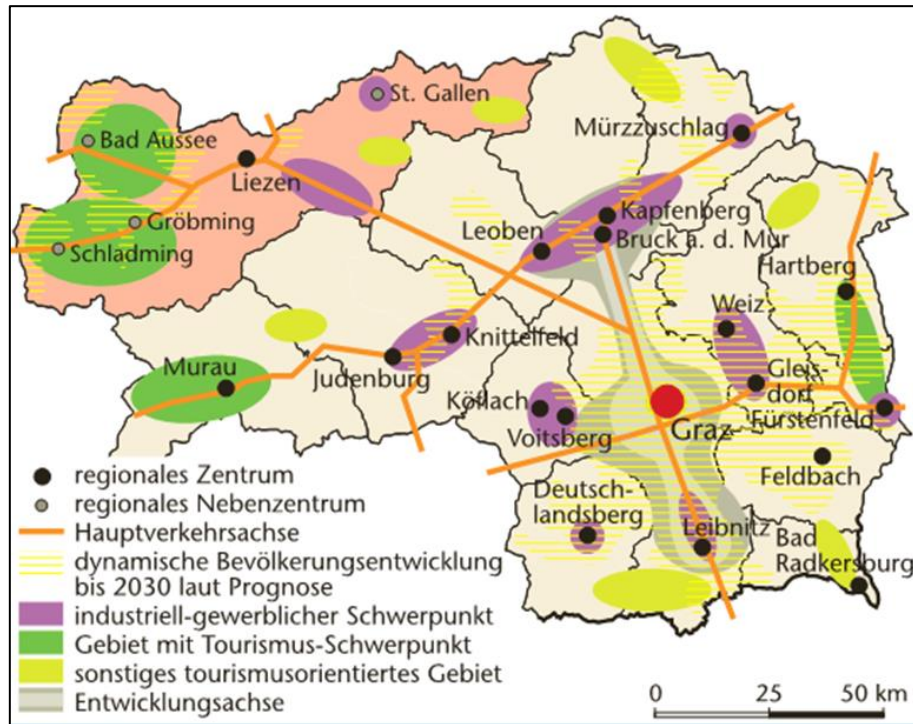 St. Gallen
Bad Aussee
Mürzzuschlag
Liezen
Gröbming
Kapfenberg
Schladming
Leoben
Bruck a. d. Mur
Hartberg
Weiz
Knittelfeld
Murau
Judenburg
Gleis-
dorf
Köflach
Fürstenfeld
Voitsberg
Graz
Feldbach
Deutsch-
landsberg
Leibnitz
Bad
Radkersburg
regionales Zentrum
regionales Nebenzentrum
Hauptverkehrsachse
dynamische Bevölkerungsentwicklung
bis 2030 laut Prognose
industriell-gewerblicher Schwerpunkt
Gebiet mit Tourismus-Schwerpunkt
sonstiges tourismusorientiertes Gebiet
Entwicklungsachse
0 25 50 km